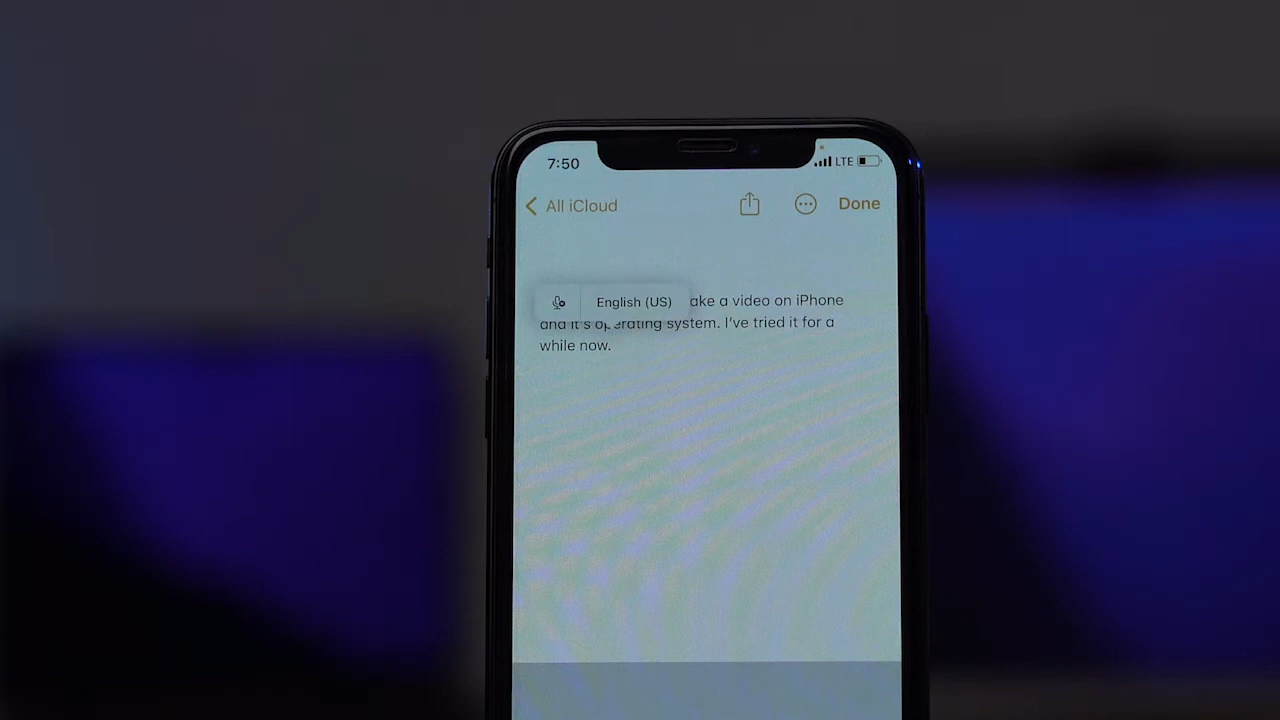 7:50 LTE
All iCloud Done
English (US) ake a video on iPhone
and it's operating system. I've tried it for a
while now.